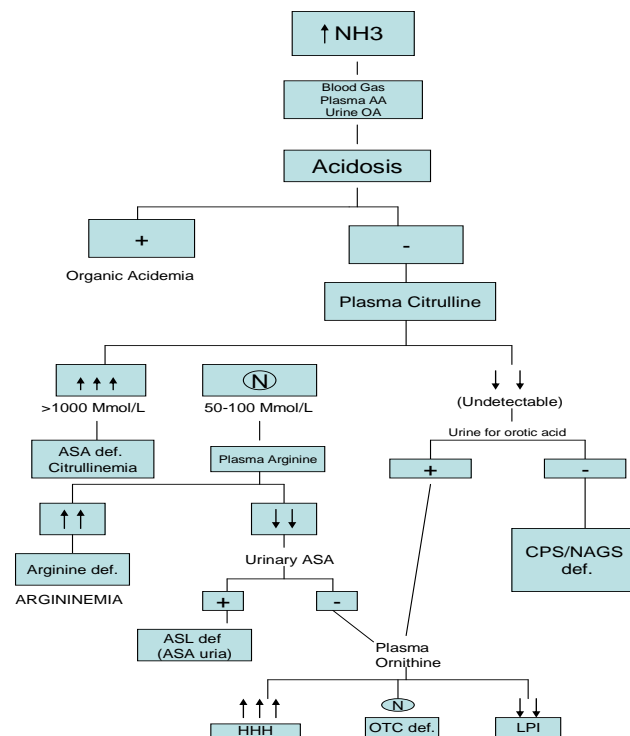 ↑ NH3
Blood Gas
Plasma AA
Urine OA
Acidosis
+
-
Organic Acidemia
Plasma Citrulline
↑ ↑ ↑
N
↓ ↓
>1000 Mmol/L
50-100 Mmol/L
(Undetectable)
Urine for orotic acid
ASA def.
Citrullinemia
Plasma Arginine
+
-
↑ ↑
↓ ↓
Arginine def.
ARGININEMIA
Urinary ASA
CPS/NAGS
def.
+
-
ASL def
(ASA uria)
Plasma
Ornithine
↑ ↑ ↑
N
↓ ↓
HHH
OTC def.
LPI